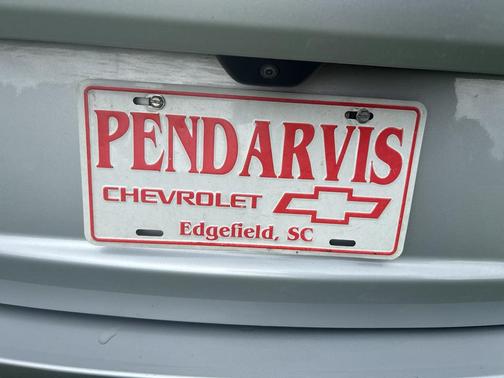 PENDARVIS
CHEVROLET
Edgefield, SC